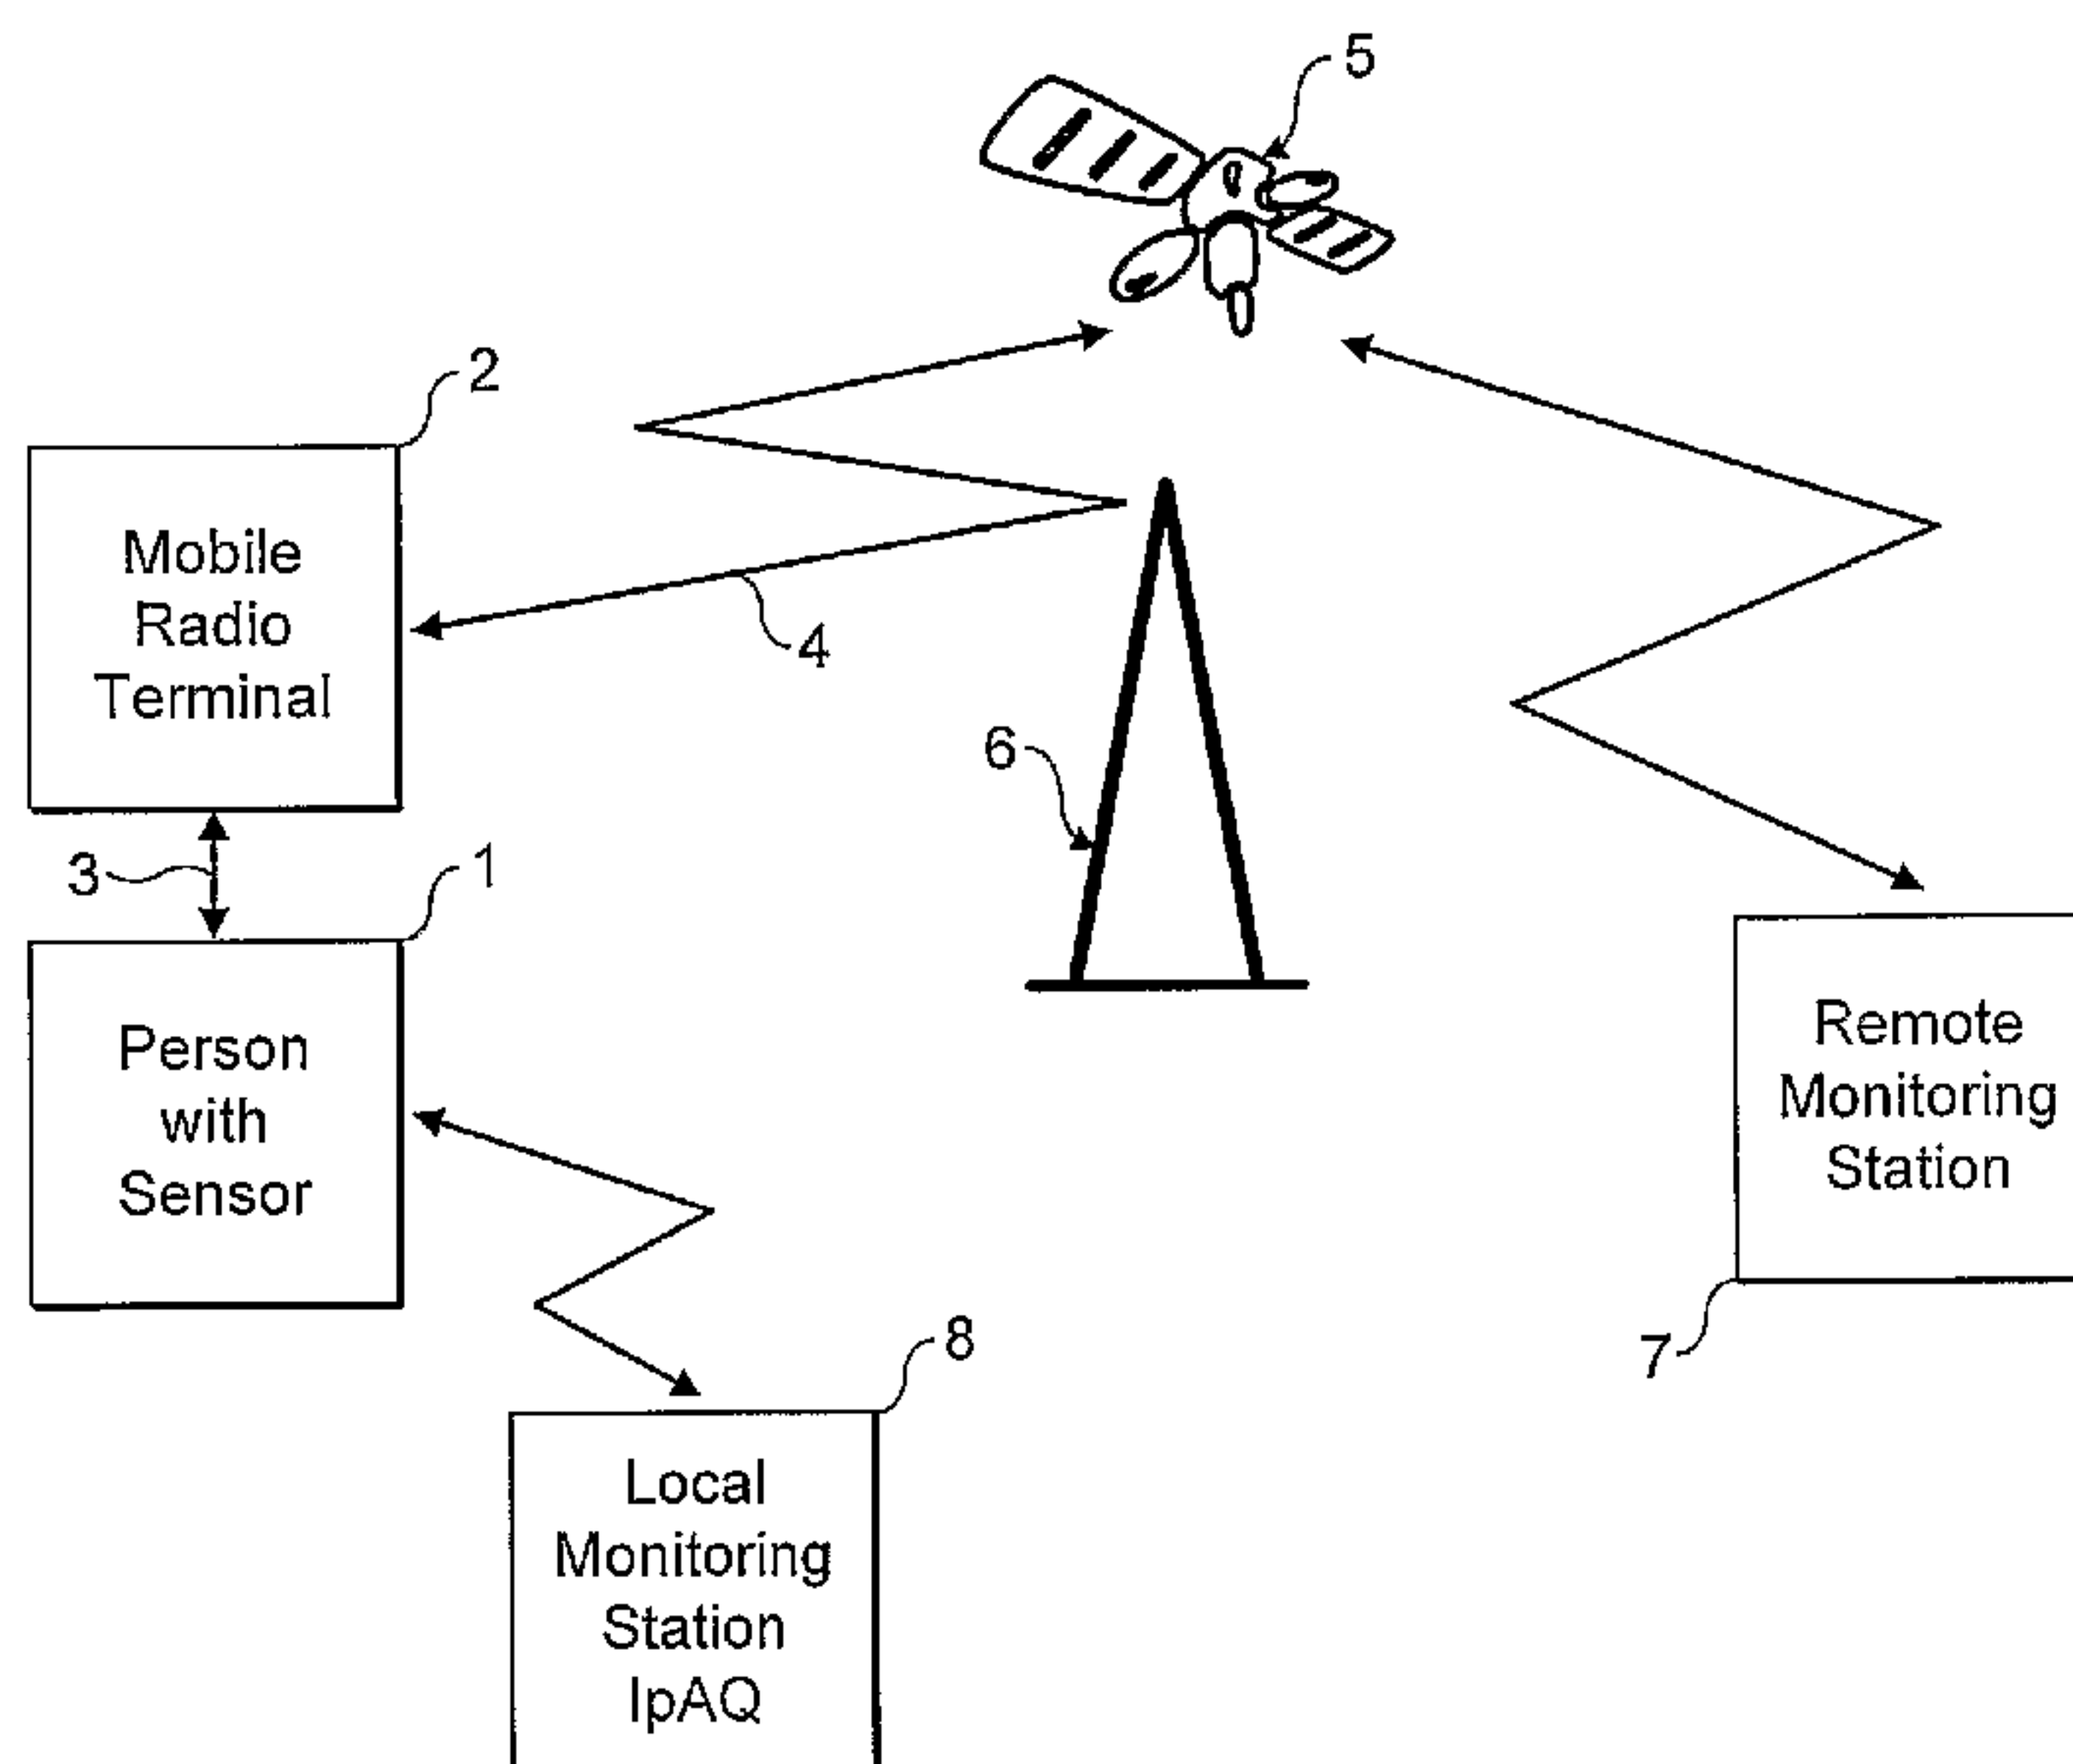 5
2
Mobile
Radio
Terminal
4
6
3
1
Person
with
Sensor
Remote
Monitoring
Station
7
8
Local
Monitoring
Station
IpAQ